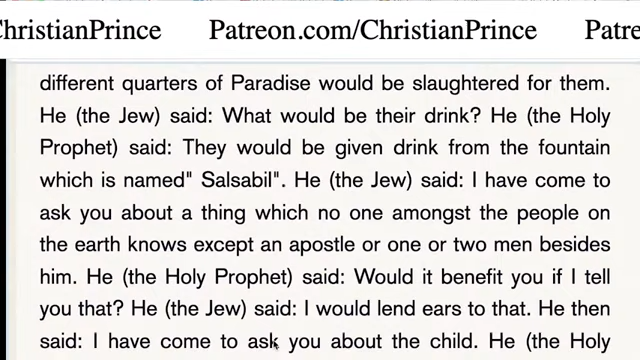 ChristianPrince Patreon.com/ChristianPrince Patre
different quarters of Paradise would be slaughtered for them.
He (the Jew) said: What would be their drink? He (the Holy
Prophet) said: They would be given drink from the fountain
which is named" Salsabil". He (the Jew) said: I have come to
ask you about a thing which no one amongst the people on
the earth knows except an apostle or one or two men besides
him. He (the Holy Prophet) said: Would it benefit you if I tell
you that? He (the Jew) said: I would lend ears to that. He then
said: I have come to ask you about the child. He (the Holy